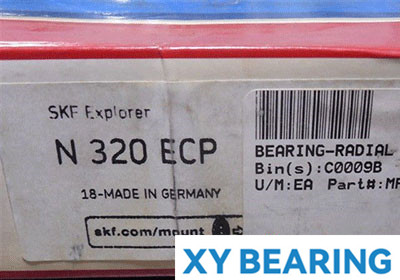 SKF Explorer
N 320 ECP
18-MADE IN GERMANY
skf.com/mount
BEARING-RADIAL
Bin(s):C0009B
U/M:EA Part#:MF
XY BEARING